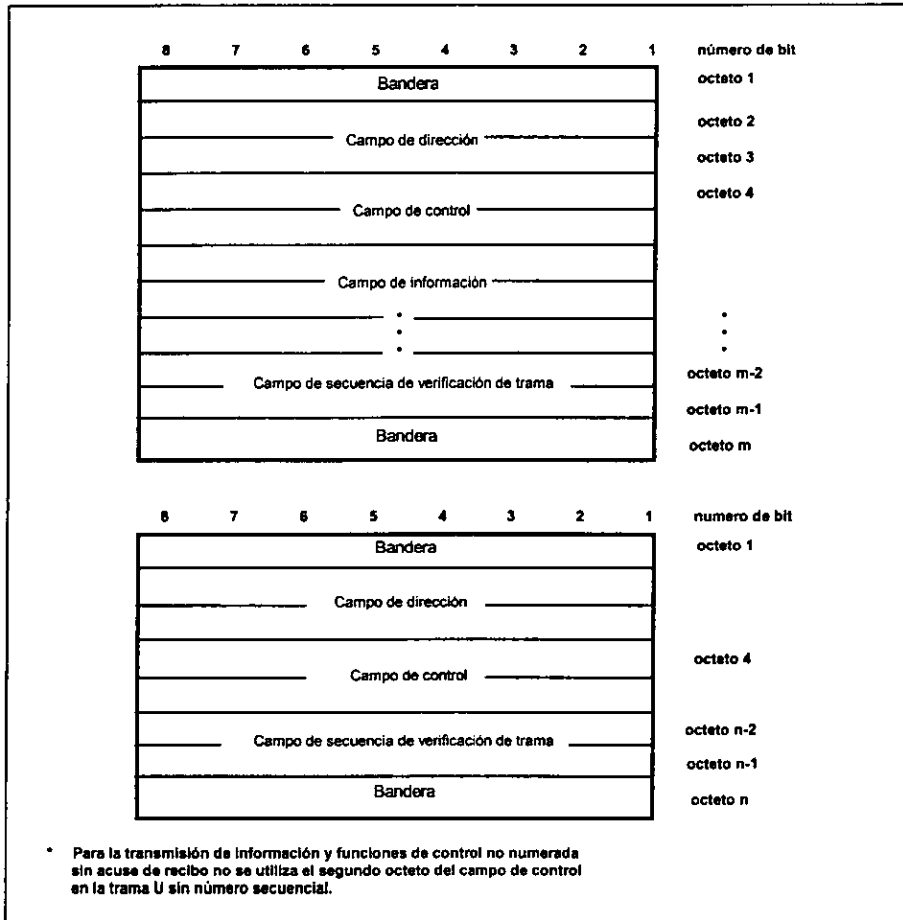 8 7 6 5 4 3 2 1 número de bit
Bandera octeto 1
octeto 2
Campo de dirección
octeto 3
octeto 4
Campo de control
Campo de información
octeto m-2
Campo de secuencia de verificación de trama
octeto m-1
Bandera
octeto m
8 7 6 5 4 3 2 1 numero de bit
Bandera octeto 1
Campo de dirección
octeto 4
Campo de control
octeto n-2
Campo de secuencia de verificación de trama
octeto n-1
Bandera
octeto n
* Para la transmisión de información y funciones de control no numerada
sin acuse de recibo no se utiliza el segundo octeto del campo de control
en la trama U sin número secuencial.